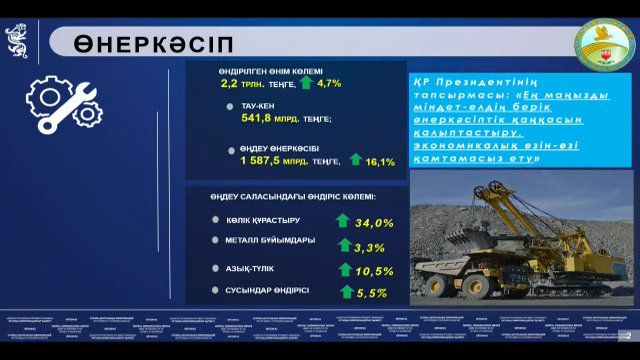 ӨНЕРКӘСІП
ӨНДІРІЛГЕН ӨНІМ КӨЛЕМІ
2,2 ТРЛН. ТЕҢГЕ, 4,7%
ТАУ-КЕН
541,8 МЛРД. ТЕҢГЕ;
ӨҢДЕУ ӨНЕРКӘСІБІ
1 587,5 МЛРД. ТЕҢГЕ, 16,1%
ӨҢДЕУ САЛАСЫНДАҒЫ ӨНДІРІС КӨЛЕМІ:
КӨЛІК ҚҰРАСТЫРУ 34,0%
МЕТАЛЛ БҰЙЫМДАРЫ 3,3%
АЗЫҚ-ТҮЛІК 10,5%
СУСЫНДАР ӨНДІРІСІ 5,5%
ҚР Президентінің
тапсырмасы: «Ең маңызды
міндет-елдің берік
өнеркәсіптік қаңқасын
қалыптастыру,
экономикалық өзін-өзі
қамтамасыз ету»
2